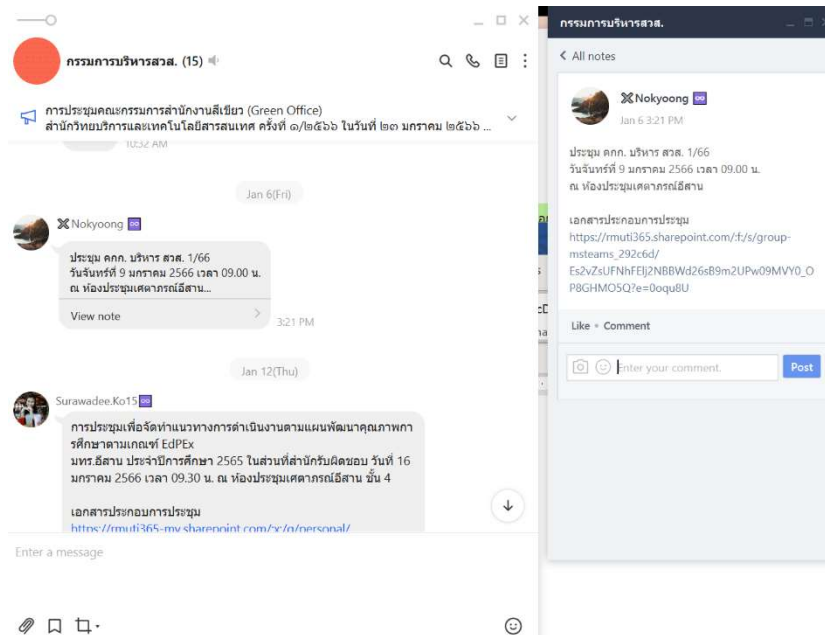 กรรมการบริหารสวส. (15)
การประชุมคณะกรรมการสำนักงานสีเขียว (Green Office)
สำนักวิทยบริการและเทคโนโลยีสารสนเทศ ครั้งที่ ๑/๒๕๖๖ ในวันที่ ๒๓ มกราคม ๒๕๖๖ ...
10:32 AM
Jan 6(Fri)
Nokyoong
ประชุม คกก. บริหาร สวส. 1/66
วันจันทร์ที่ 9 มกราคม 2566 เวลา 09.00 น.
ณ ห้องประชุมเศตาภรณ์อีสาน...
View note
3:21 PM
Jan 12(Thu)
Surawadee.Ko15
การประชุมเพื่อจัดทำแนวทางการดำเนินงานตามแผนพัฒนาคุณภาพกา
รศึกษาตามเกณฑ์ EdPEx
มทร.อีสาน ประจำปีการศึกษา 2565 ในส่วนที่สำนักรับผิดชอบ วันที่ 16
มกราคม 2566 เวลา 09.30 น. ณ ห้องประชุมเศตาภรณ์อีสาน ชั้น 4
เอกสารประกอบการประชุม
https://rmuti365-my.sharepoint.com/:x:/g/personal/
Enter a message
กรรมการบริหารสวส.
All notes
Nokyoong
Jan 6 3:21 PM
ประชุม คกก. บริหาร สวส. 1/66
วันจันทร์ที่ 9 มกราคม 2566 เวลา 09.00 น.
ณ ห้องประชุมเศตาภรณ์อีสาน
เอกสารประกอบการประชุม
https://rmuti365.sharepoint.com/:f:/s/group-
msteams_292c6d/
Es2vZsUFNhFEIj2NBBWd26sB9m2UPw09MVY0_O
P8GHMO5Q?e=0oqu8U
Like • Comment
Enter your comment.
Post